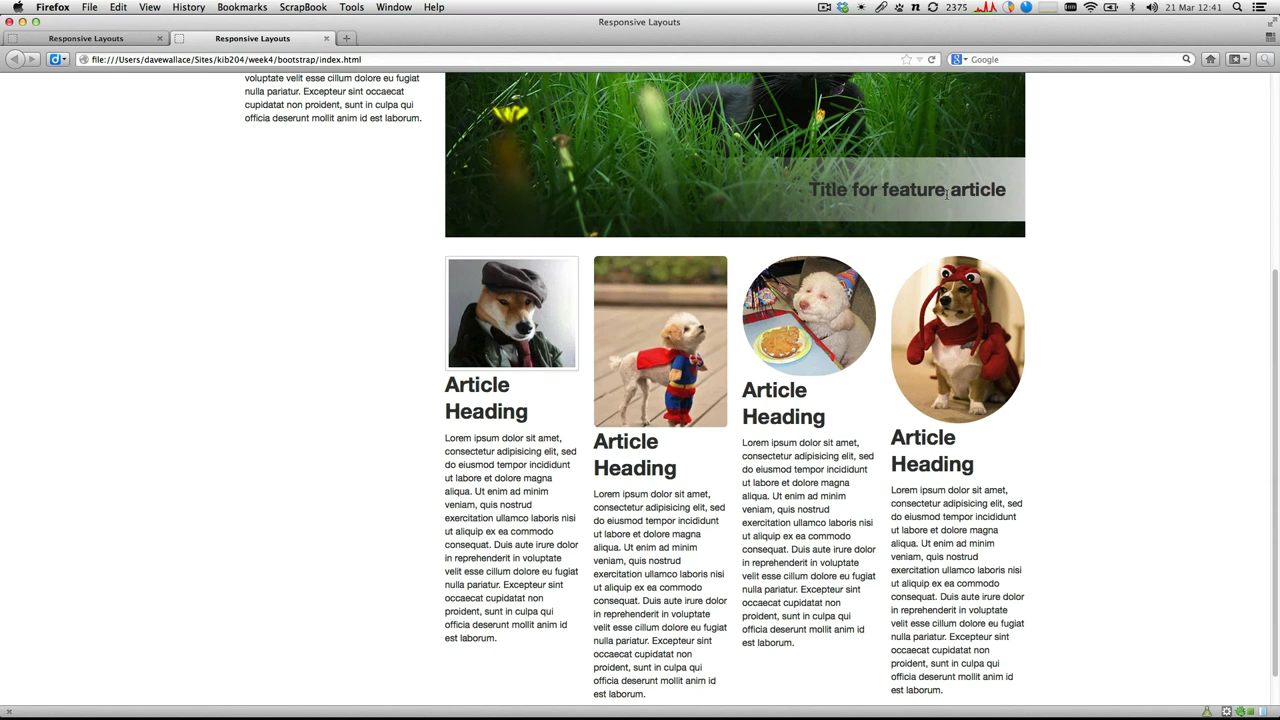 Firefox File Edit View History Bookmarks ScrapBook Tools Window Help 2375 21 Mar 12:41
Responsive Layouts
Responsive Layouts Responsive Layouts
file:///Users/davewallace/Sites/kib204/week4/bootstrap/index.html Google
voluptate velit esse cillum dolore eu fugiat
nulla pariatur. Excepteur sint occaecat
cupidatat non proident, sunt in culpa qui
officia deserunt mollit anim id est laborum.
Title for feature article
Article
Heading
Lorem ipsum dolor sit amet,
consectetur adipisicing elit, sed
do eiusmod tempor incididunt
ut labore et dolore magna
aliqua. Ut enim ad minim
veniam, quis nostrud
exercitation ullamco laboris nisi
ut aliquip ex ea commodo
consequat. Duis aute irure dolor
in reprehenderit in voluptate
velit esse cillum dolore eu fugiat
nulla pariatur. Excepteur sint
occaecat cupidatat non
proident, sunt in culpa qui
officia deserunt mollit anim id
est laborum.
Article
Heading
Lorem ipsum dolor sit amet,
consectetur adipisicing elit, sed
do eiusmod tempor incididunt
ut labore et dolore magna
aliqua. Ut enim ad minim
veniam, quis nostrud
exercitation ullamco laboris nisi
ut aliquip ex ea commodo
consequat. Duis aute irure dolor
in reprehenderit in voluptate
velit esse cillum dolore eu fugiat
nulla pariatur. Excepteur sint
occaecat cupidatat non
proident, sunt in culpa qui
officia deserunt mollit anim id
est laborum.
Article
Heading
Lorem ipsum dolor sit amet,
consectetur adipisicing elit, sed
do eiusmod tempor incididunt
ut labore et dolore magna
aliqua. Ut enim ad minim
veniam, quis nostrud
exercitation ullamco laboris nisi
ut aliquip ex ea commodo
consequat. Duis aute irure dolor
in reprehenderit in voluptate
velit esse cillum dolore eu fugiat
nulla pariatur. Excepteur sint
occaecat cupidatat non
proident, sunt in culpa qui
officia deserunt mollit anim id
est laborum.
Article
Heading
Lorem ipsum dolor sit amet,
consectetur adipisicing elit, sed
do eiusmod tempor incididunt
ut labore et dolore magna
aliqua. Ut enim ad minim
veniam, quis nostrud
exercitation ullamco laboris nisi
ut aliquip ex ea commodo
consequat. Duis aute irure dolor
in reprehenderit in voluptate
velit esse cillum dolore eu fugiat
nulla pariatur. Excepteur sint
occaecat cupidatat non
proident, sunt in culpa qui
officia deserunt mollit anim id
est laborum.